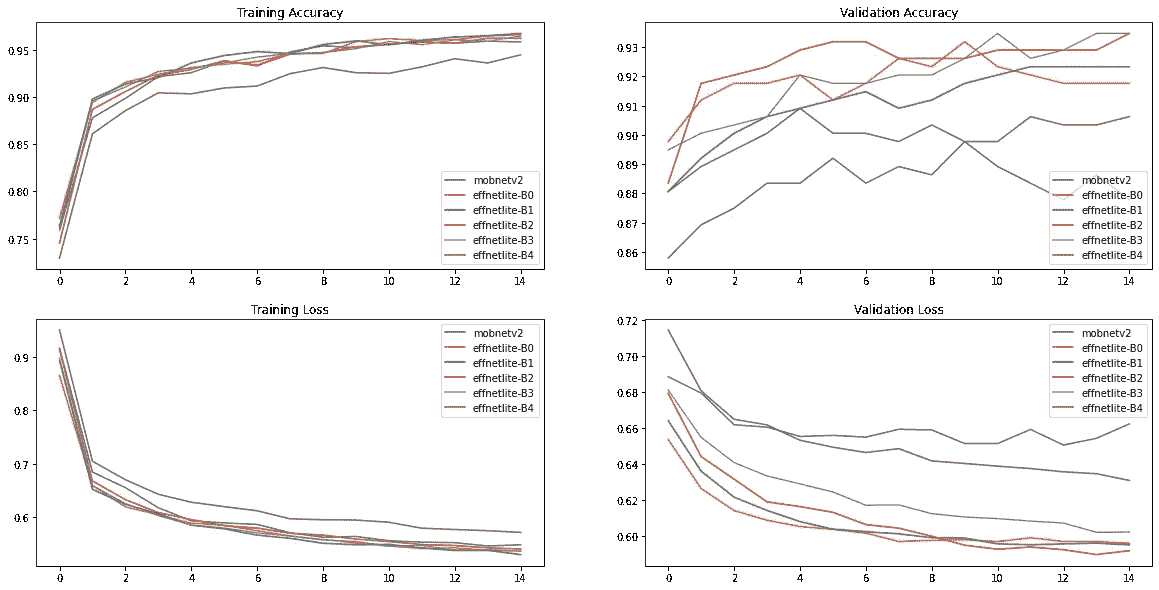 Training Accuracy
0.95
0.90
0.85
0.80
0.75
mobnetv2
effnetlite-B0
effnetlite-B1
effnetlite-B2
effnetlite-B3
effnetlite-B4
0 2 4 6 8 10 12 14
Validation Accuracy
0.93
0.92
0.91
0.90
0.89
0.88
0.87
0.86
mobnetv2
effnetlite-B0
effnetlite-B1
effnetlite-B2
effnetlite-B3
effnetlite-B4
0 2 4 6 8 10 12 14
Training Loss
0.9
0.8
0.7
0.6
mobnetv2
effnetlite-B0
effnetlite-B1
effnetlite-B2
effnetlite-B3
effnetlite-B4
0 2 4 6 8 10 12 14
Validation Loss
0.72
0.70
0.68
0.66
0.64
0.62
0.60
mobnetv2
effnetlite-B0
effnetlite-B1
effnetlite-B2
effnetlite-B3
effnetlite-B4
0 2 4 6 8 10 12 14